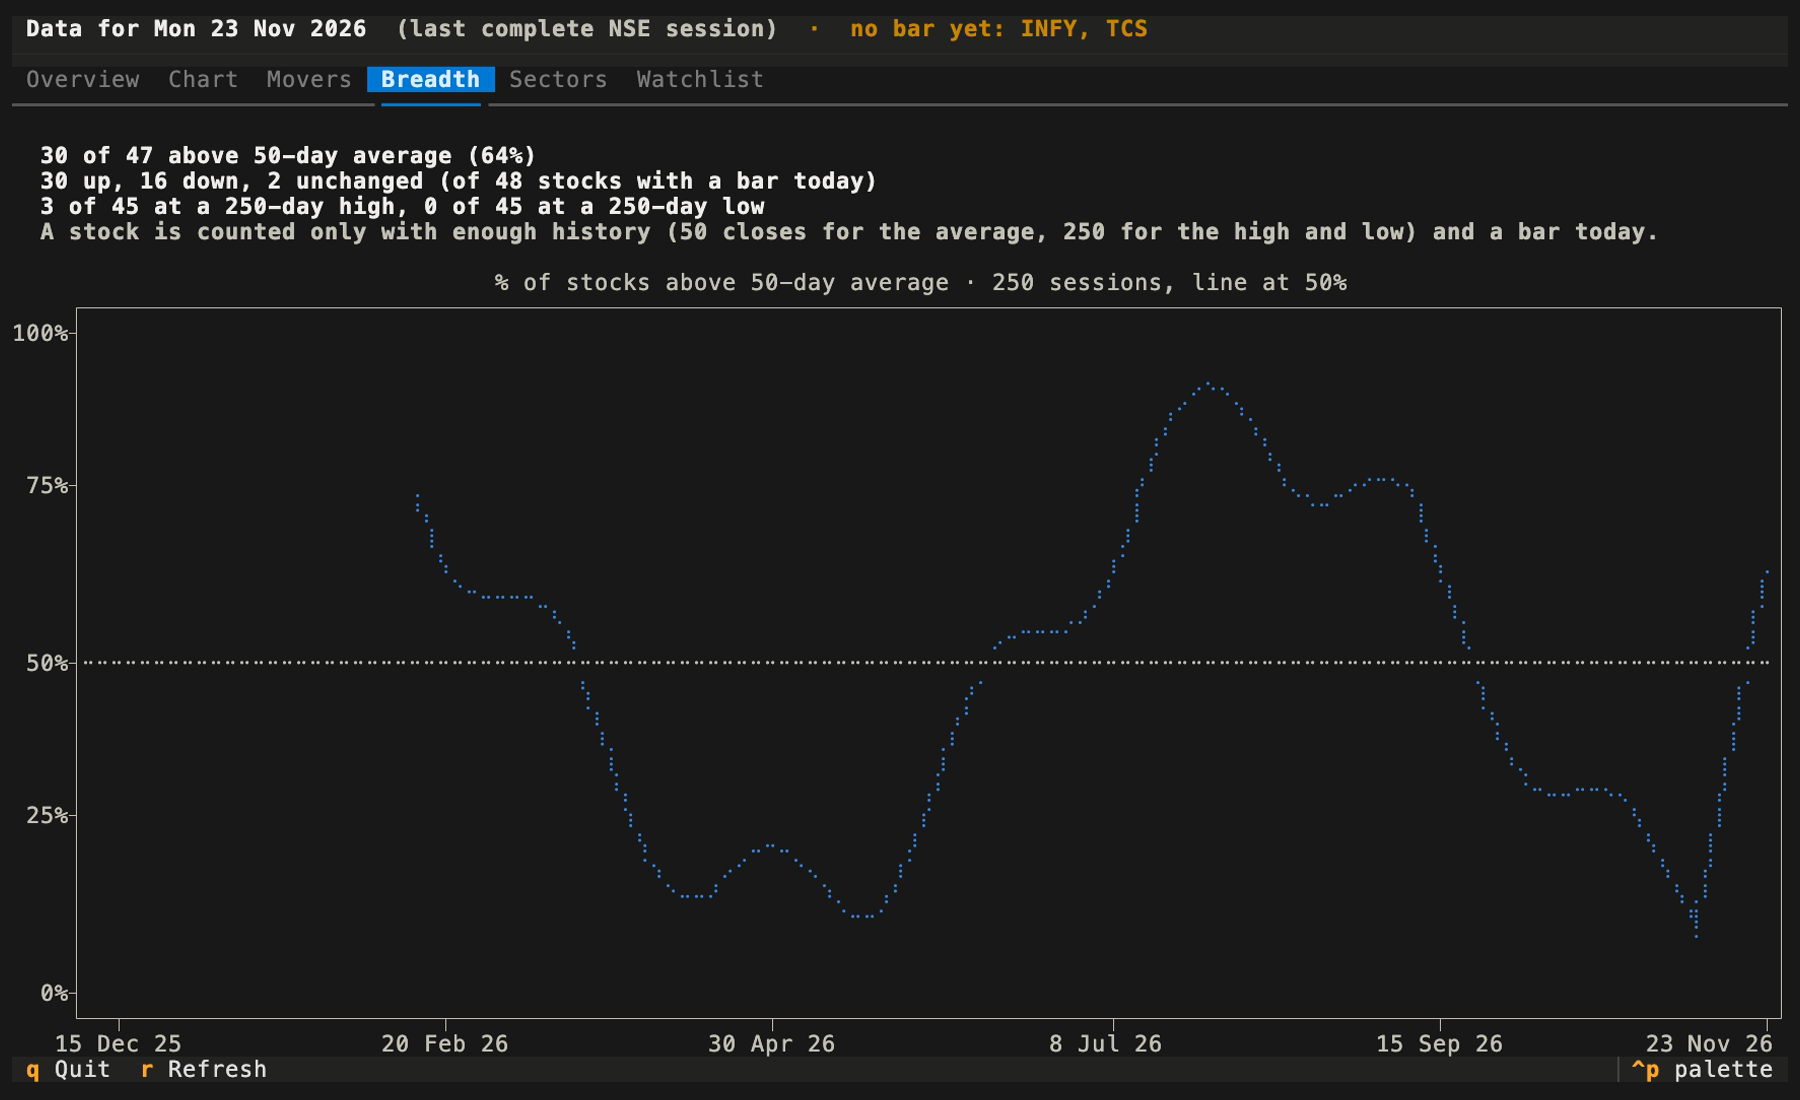 Data for Mon 23 Nov 2026 (last complete NSE session) · no bar yet: INFY, TCS
Overview Chart Movers Breadth Sectors Watchlist
30 of 47 above 50-day average (64%)
30 up, 16 down, 2 unchanged (of 48 stocks with a bar today)
3 of 45 at a 250-day high, 0 of 45 at a 250-day low
A stock is counted only with enough history (50 closes for the average, 250 for the high and low) and a bar today.
% of stocks above 50-day average · 250 sessions, line at 50%
100%
75%
50%
25%
0%
15 Dec 25 20 Feb 26 30 Apr 26 8 Jul 26 15 Sep 26 23 Nov 26
q Quit r Refresh ^p palette